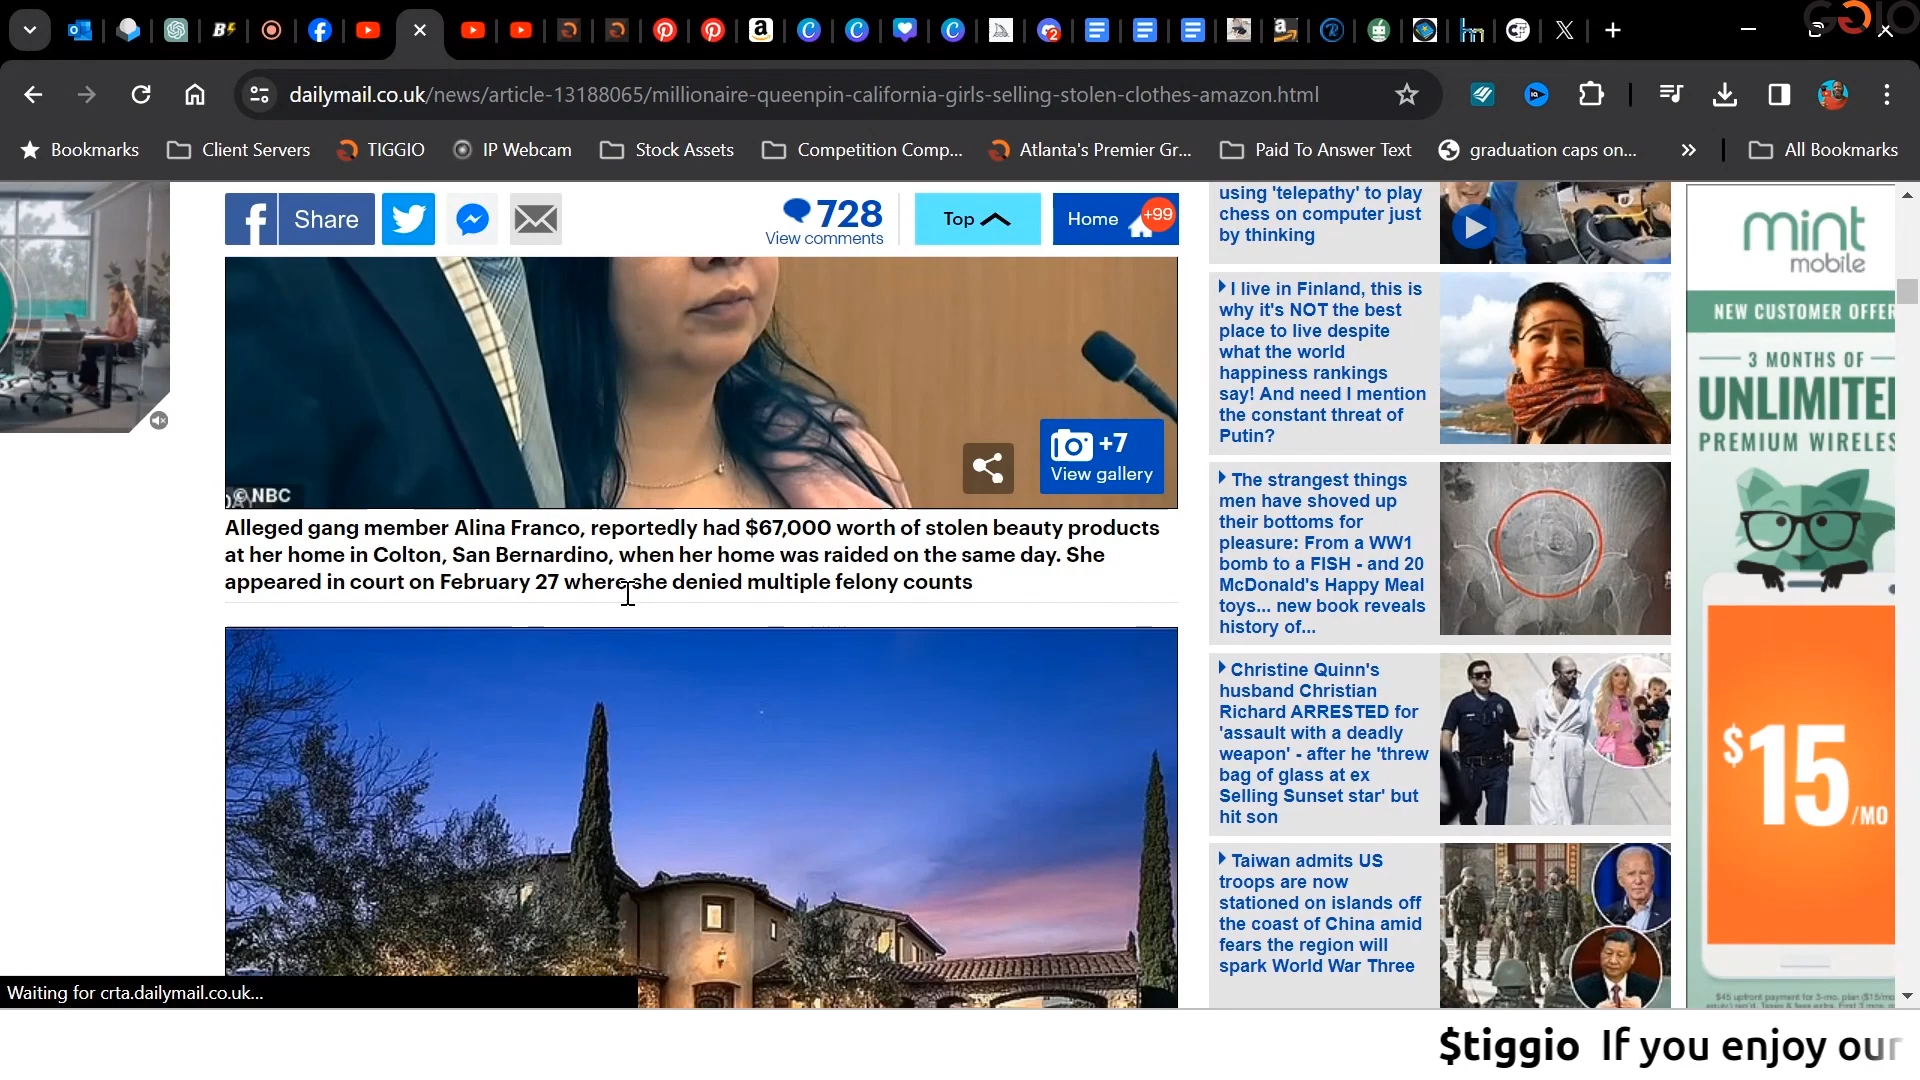 dailymail.co.uk/news/article-13188065/millionaire-queenpin-california-girls-selling-stolen-clothes-amazon.html
Bookmarks
Client Servers
TIGGIO
IP Webcam
Stock Assets
Competition Comp...
Atlanta's Premier Gr...
Paid To Answer Text
graduation caps on...
All Bookmarks
Share
728
View comments
Top
Home
+99
+7
View gallery
© NBC
Alleged gang member Alina Franco, reportedly had $67,000 worth of stolen beauty products
at her home in Colton, San Bernardino, when her home was raided on the same day. She
appeared in court on February 27 where she denied multiple felony counts
using 'telepathy' to play
chess on computer just
by thinking
I live in Finland, this is
why it's NOT the best
place to live despite
what the world
happiness rankings
say! And need I mention
the constant threat of
Putin?
The strangest things
men have shoved up
their bottoms for
pleasure: From a WW1
bomb to a FISH - and 20
McDonald's Happy Meal
toys... new book reveals
history of...
Christine Quinn's
husband Christian
Richard ARRESTED for
'assault with a deadly
weapon' - after he 'threw
bag of glass at ex
Selling Sunset star' but
hit son
Taiwan admits US
troops are now
stationed on islands off
the coast of China amid
fears the region will
spark World War Three
mint
mobile
NEW CUSTOMER OFFER
3 MONTHS OF
UNLIMITE
PREMIUM WIRELES
$15/MO
Waiting for crta.dailymail.co.uk...
$tiggio If you enjoy our